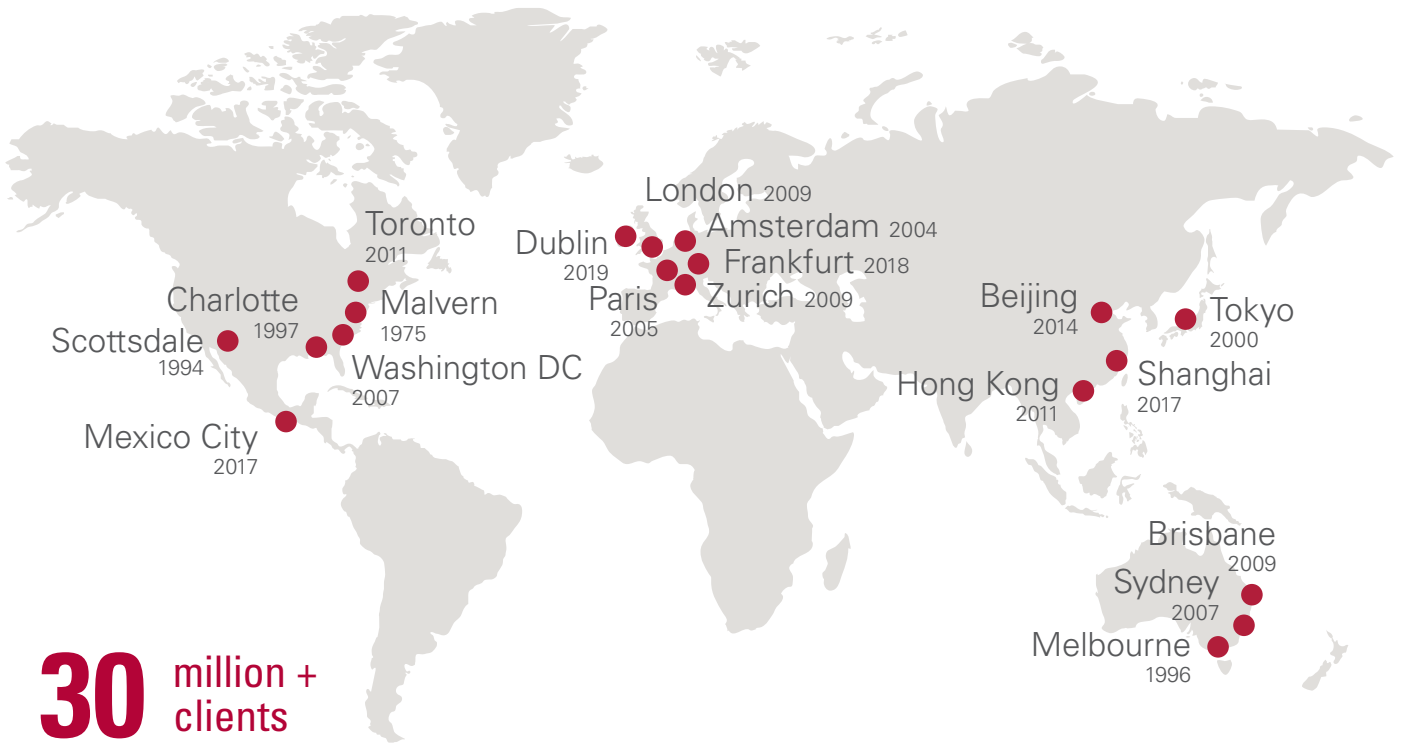 London 2009
Toronto
2011
Dublin
2019
Amsterdam 2004
Frankfurt 2018
Paris
2005
Zurich 2009
Charlotte
1997
Malvern
1975
Scottsdale
1994
Washington DC
2007
Mexico City
2017
Beijing
2014
Tokyo
2000
Shanghai
2017
Hong Kong
2011
Brisbane
2009
Sydney
2007
Melbourne
1996
30 million +
clients